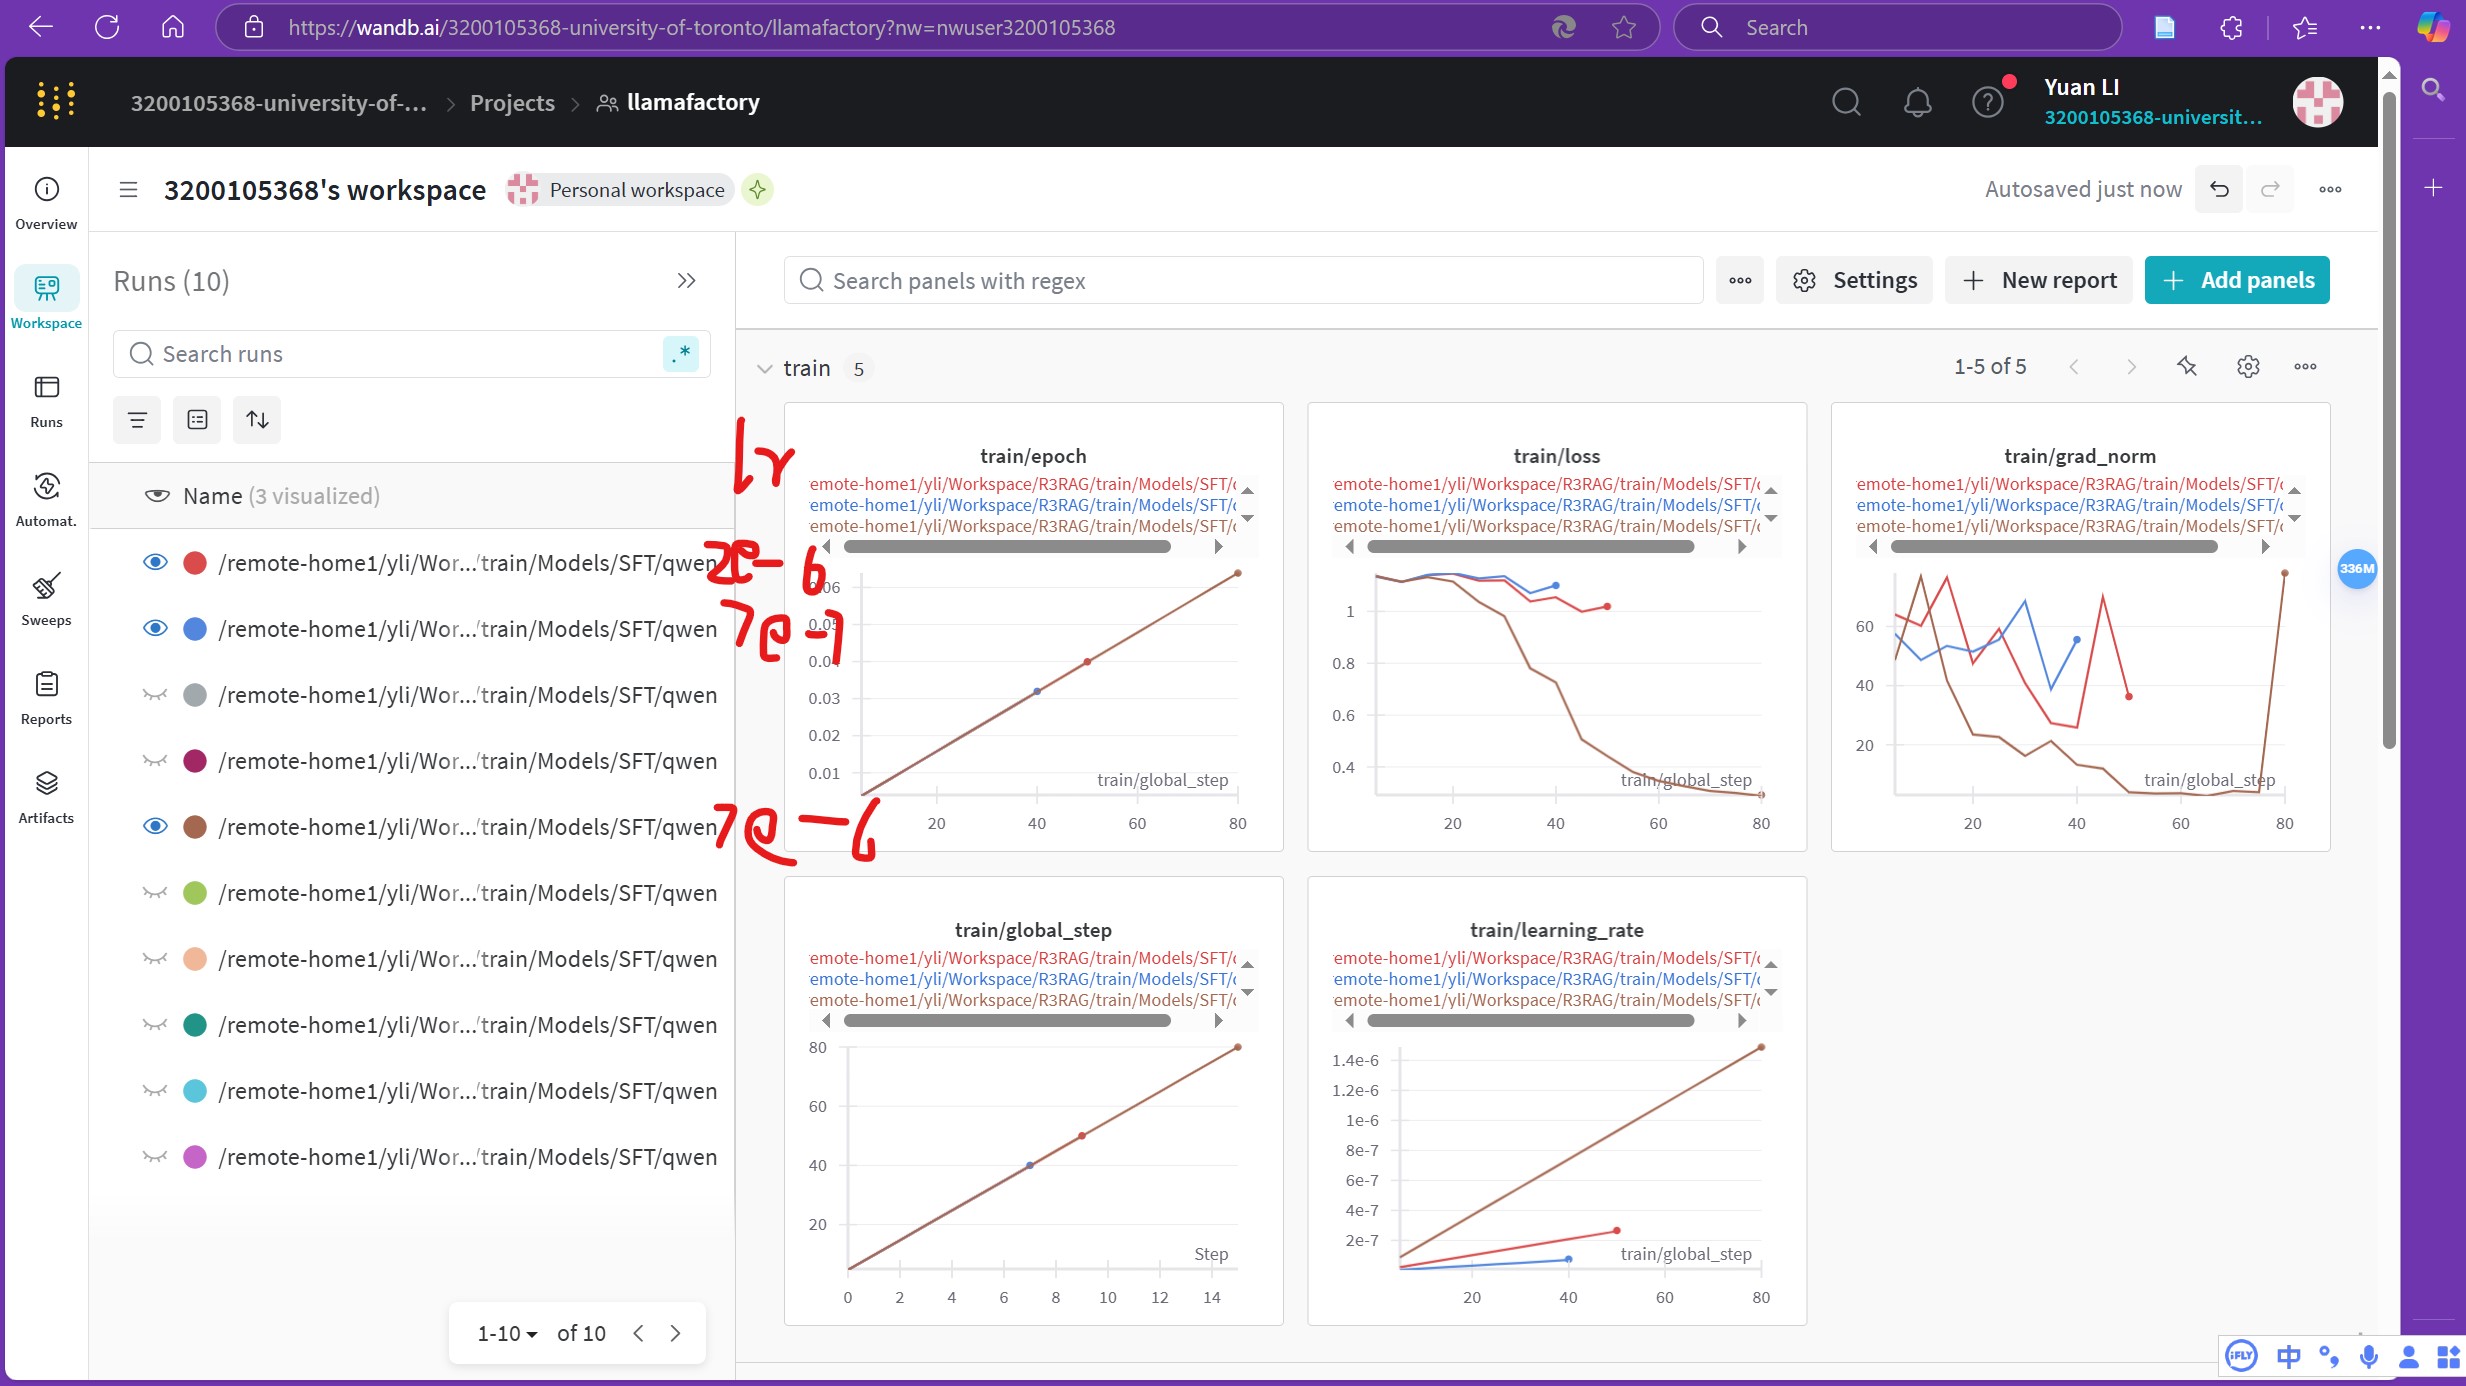 https://wandb.ai/3200105368-university-of-toronto/llamafactory?nw=nwuser3200105368
Search
3200105368-university-of-... > Projects > llamafactory
Yuan LI
3200105368-universit...
3200105368's workspace
Personal workspace
Autosaved just now
Overview
Workspace
Runs
Automat.
Sweeps
Reports
Artifacts
Runs (10)
Search runs
.*
Name (3 visualized)
/remote-home1/yli/Wor...'train/Models/SFT/qwen
/remote-home1/yli/Wor...'train/Models/SFT/qwen
/remote-home1/yli/Wor...'train/Models/SFT/qwen
/remote-home1/yli/Wor...'train/Models/SFT/qwen
/remote-home1/yli/Wor...'train/Models/SFT/qwen
/remote-home1/yli/Wor...'train/Models/SFT/qwen
/remote-home1/yli/Wor...'train/Models/SFT/qwen
/remote-home1/yli/Wor...'train/Models/SFT/qwen
/remote-home1/yli/Wor...'train/Models/SFT/qwen
/remote-home1/yli/Wor...'train/Models/SFT/qwen
1-10 of 10
lr
2e-6
7e-7
7e-6
Search panels with regex
Settings
New report
Add panels
train 5
1-5 of 5
train/epoch
emote-home1/yli/Workspace/R3RAG/train/Models/SFT/
emote-home1/yli/Workspace/R3RAG/train/Models/SFT/
emote-home1/yli/Workspace/R3RAG/train/Models/SFT/
0.05
0.03
0.02
0.01
train/global_step
20 40 60 80
train/loss
emote-home1/yli/Workspace/R3RAG/train/Models/SFT/
emote-home1/yli/Workspace/R3RAG/train/Models/SFT/
emote-home1/yli/Workspace/R3RAG/train/Models/SFT/
1
0.8
0.6
0.4
train/global_step
20 40 60 80
train/grad_norm
emote-home1/yli/Workspace/R3RAG/train/Models/SFT/
emote-home1/yli/Workspace/R3RAG/train/Models/SFT/
emote-home1/yli/Workspace/R3RAG/train/Models/SFT/
60
40
20
train/global_step
20 40 60 80
336M
train/global_step
emote-home1/yli/Workspace/R3RAG/train/Models/SFT/
emote-home1/yli/Workspace/R3RAG/train/Models/SFT/
emote-home1/yli/Workspace/R3RAG/train/Models/SFT/
80
60
40
20
Step
0 2 4 6 8 10 12 14
train/learning_rate
emote-home1/yli/Workspace/R3RAG/train/Models/SFT/
emote-home1/yli/Workspace/R3RAG/train/Models/SFT/
emote-home1/yli/Workspace/R3RAG/train/Models/SFT/
1.4e-6
1.2e-6
1e-6
8e-7
6e-7
4e-7
2e-7
train/global_step
20 40 60 80
iFLY 中